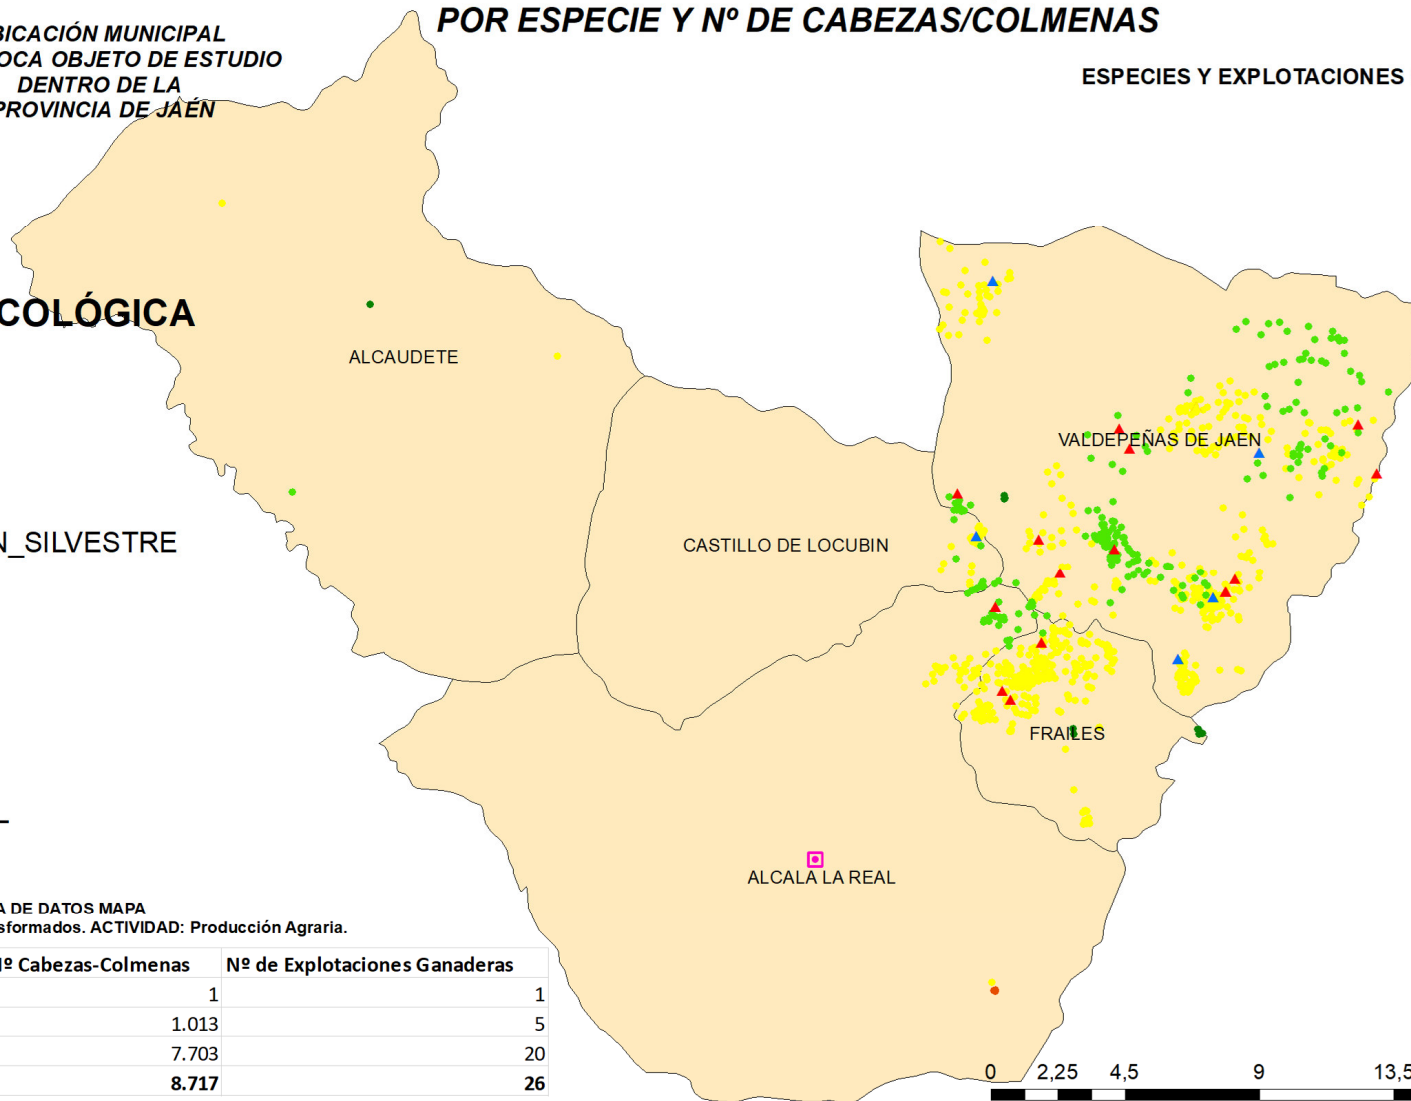 POR ESPECIE Y Nº DE CABEZAS/COLMENAS
BICACIÓN MUNICIPAL
OCA OBJETO DE ESTUDIO
DENTRO DE LA
PROVINCIA DE JAÉN
ESPECIES Y EXPLOTACIONES
COLÓGICA
ALCAUDETE
VALDEPEÑAS DE JAEN
N_SILVESTRE
CASTILLO DE LOCUBIN
FRAILES
ALCALA LA REAL
A DE DATOS MAPA
sformados. ACTIVIDAD: Producción Agraria.
Nº Cabezas-Colmenas Nº de Explotaciones Ganaderas
1 1
1.013 5
7.703 20
8.717 26
0 2,25 4,5 9 13,5